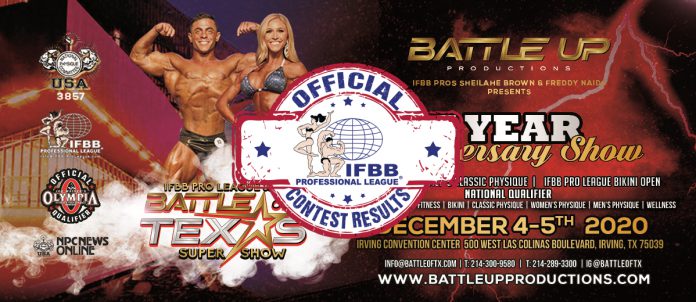 PHYSIQUE
USA
3857
IFBB
PROFESSIONAL LEAGUE
OFFICIAL
OLYMPIA
QUALIFIER
NPCNEWS
ONLINE
IFBB PRO LEAGUE
BATTLE
TEXAS
SUPER SHOW
OFFICIAL
IFBB
PROFESSIONAL LEAGUE
CONTEST RESULTS
BATTLE UP
PRODUCTIONS
IFBB PROS SHEILAHE BROWN & FREDDY NAID
PRESENTS
YEAR
ersary Show
CLASSIC PHYSIQUE | IFBB PRO LEAGUE BIKINI OPEN
NATIONAL QUALIFIER
FITNESS | BIKINI | CLASSIC PHYSIQUE | WOMEN'S PHYSIQUE | MEN'S PHYSIQUE | WELLNESS
DECEMBER 4-5TH 2020
IRVING CONVENTION CENTER 500 WEST LAS COLINAS BOULEVARD, IRVING, TX 75039
INFO@BATTLEOFTX.COM | T: 214-300-9580 | T: 214-289-3300 | IG @BATTLEOFTX
WWW.BATTLEUPPRODUCTIONS.COM